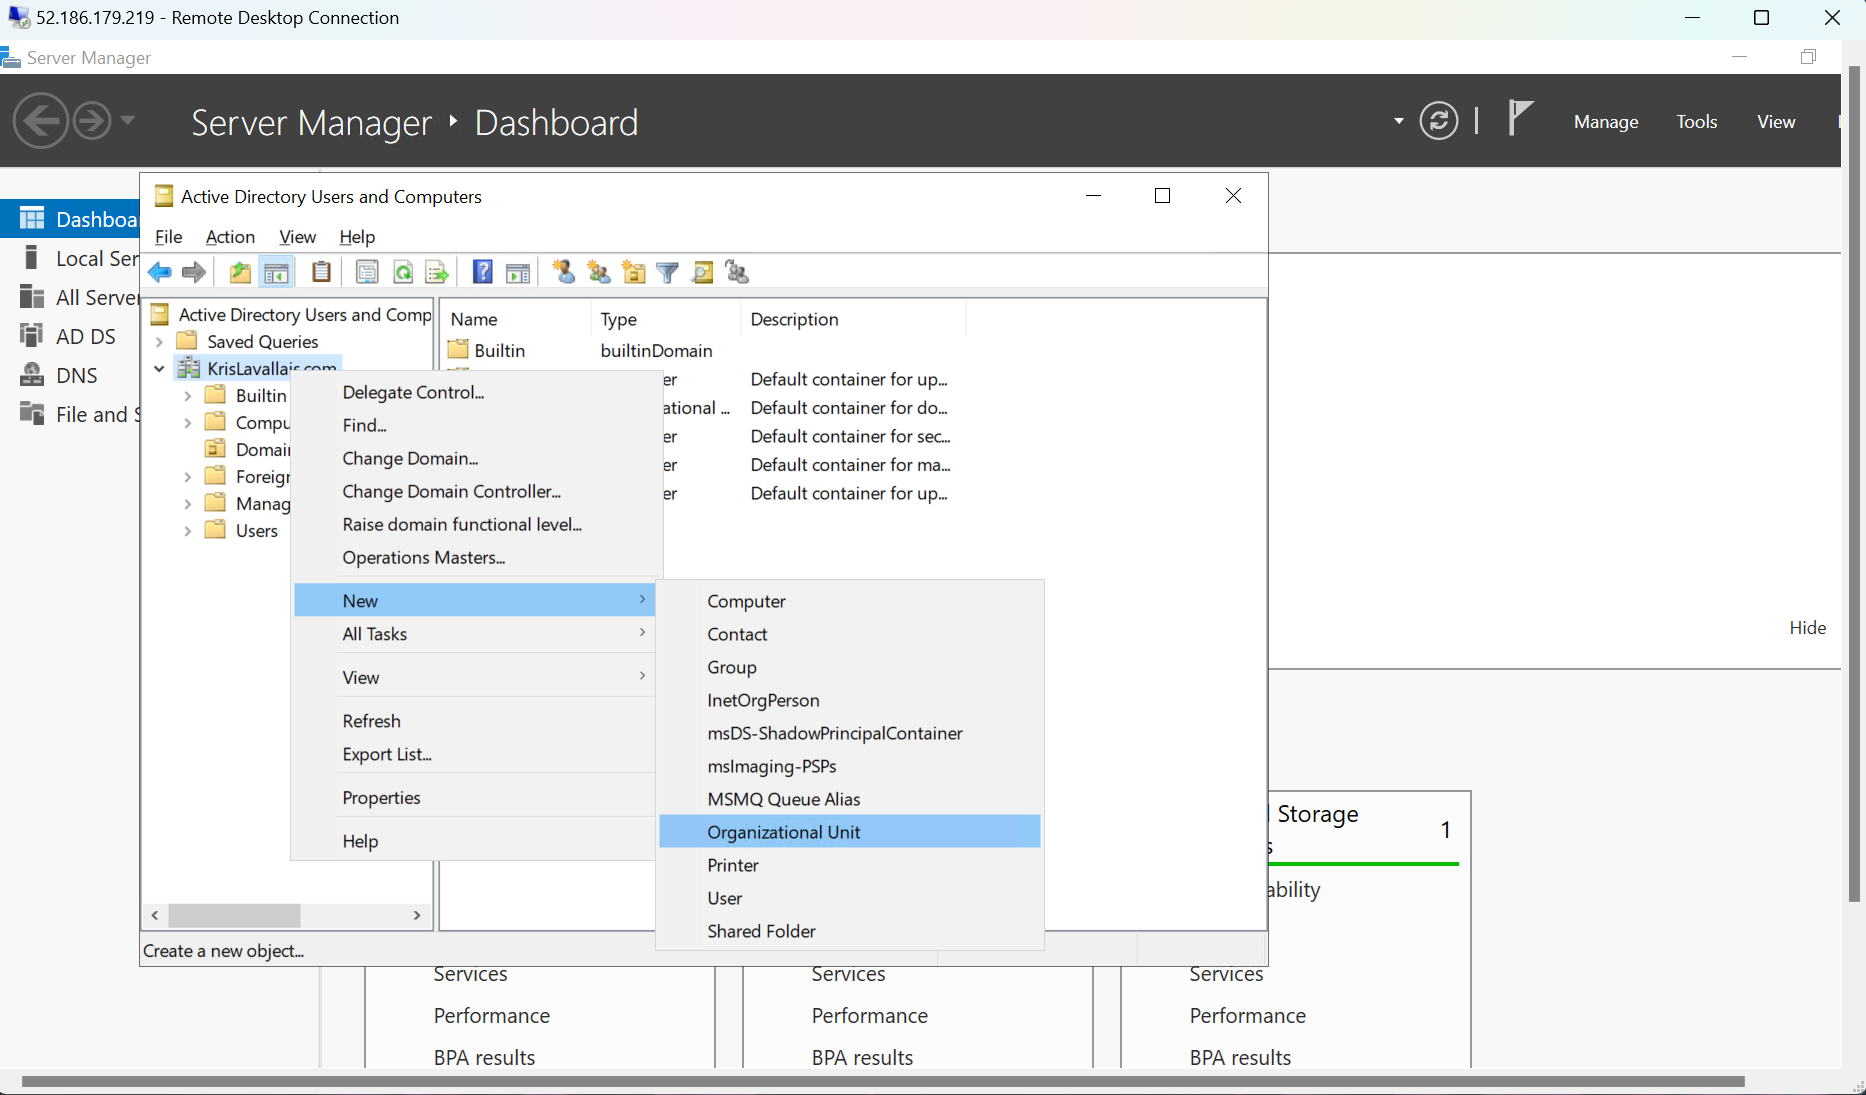 52.186.179.219 - Remote Desktop Connection
Server Manager
Server Manager Dashboard
Manage Tools View
Dashboa
Local Ser
All Server
AD DS
DNS
File and S
Active Directory Users and Computers
File Action View Help
Active Directory Users and Comp
Saved Queries
KrisLavallais.com
Builtin
Compu
Domain
Foreign
Manag
Users
Name Type Description
Builtin builtinDomain
er Default container for up...
ational ... Default container for do...
er Default container for sec...
er Default container for ma...
er Default container for up...
Delegate Control...
Find...
Change Domain...
Change Domain Controller...
Raise domain functional level...
Operations Masters...
New
All Tasks
View
Refresh
Export List...
Properties
Help
Computer
Contact
Group
InetOrgPerson
msDS-ShadowPrincipalContainer
msImaging-PSPs
MSMQ Queue Alias
Organizational Unit
Printer
User
Shared Folder
Create a new object...
Hide
Storage
s 1
ability
Services Services Services
Performance Performance Performance
BPA results BPA results BPA results